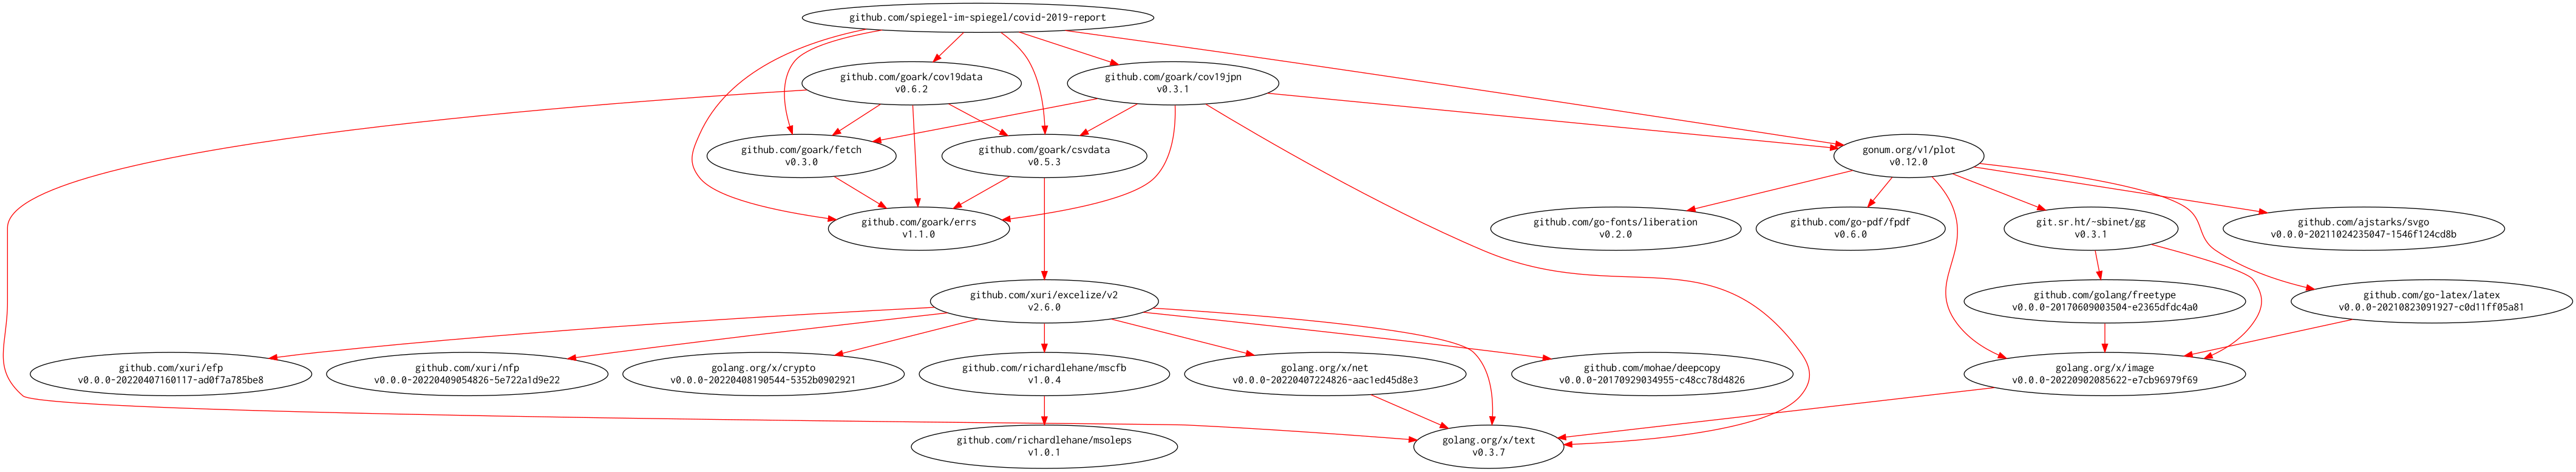 github.com/spiegel-im-spiegel/covid-2019-report
github.com/goark/cov19data
v0.6.2
github.com/goark/cov19jpn
v0.3.1
github.com/goark/fetch
v0.3.0
github.com/goark/csvdata
v0.5.3
gonum.org/v1/plot
v0.12.0
github.com/goark/errs
v1.1.0
github.com/go-fonts/liberation
v0.2.0
github.com/go-pdf/fpdf
v0.6.0
git.sr.ht/~sbinet/gg
v0.3.1
github.com/ajstarks/svgo
v0.0.0-20211024235047-1546f124cd8b
github.com/xuri/excelize/v2
v2.6.0
github.com/golang/freetype
v0.0.0-20170609003504-e2365dfdc4a0
github.com/go-latex/latex
v0.0.0-20210823091927-c0d11ff05a81
github.com/xuri/efp
v0.0.0-20220407160117-ad0f7a785be8
github.com/xuri/nfp
v0.0.0-20220409054826-5e722a1d9e22
golang.org/x/crypto
v0.0.0-20220408190544-5352b0902921
github.com/richardlehane/mscfb
v1.0.4
golang.org/x/net
v0.0.0-20220407224826-aac1ed45d8e3
github.com/mohae/deepcopy
v0.0.0-20170929034955-c48cc78d4826
golang.org/x/image
v0.0.0-20220902085622-e7cb96979f69
github.com/richardlehane/msoleps
v1.0.1
golang.org/x/text
v0.3.7